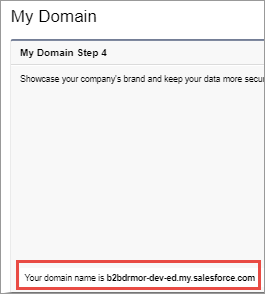 My Domain
My Domain Step 4
Showcase your company's brand and keep your data more secu
Your domain name is b2bdrmor-dev-ed.my.salesforce.com